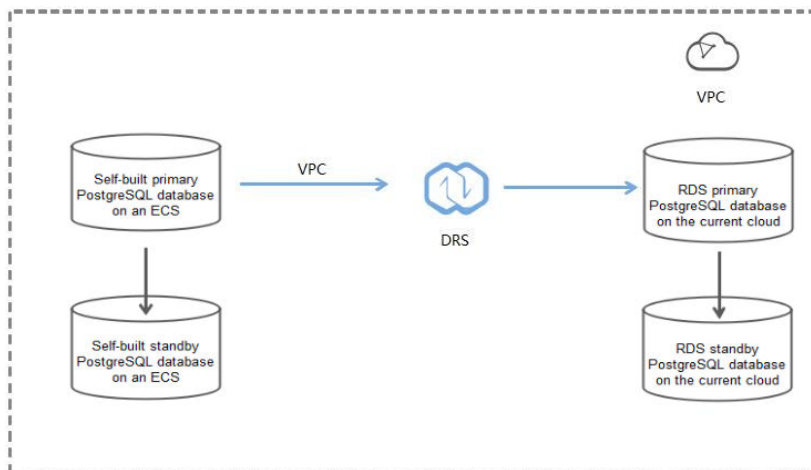 VPC
Self-built primary
PostgreSQL database
on an ECS
VPC
DRS
RDS primary
PostgreSQL database
on the current cloud
Self-built standby
PostgreSQL database
on an ECS
RDS standby
PostgreSQL database
on the current cloud